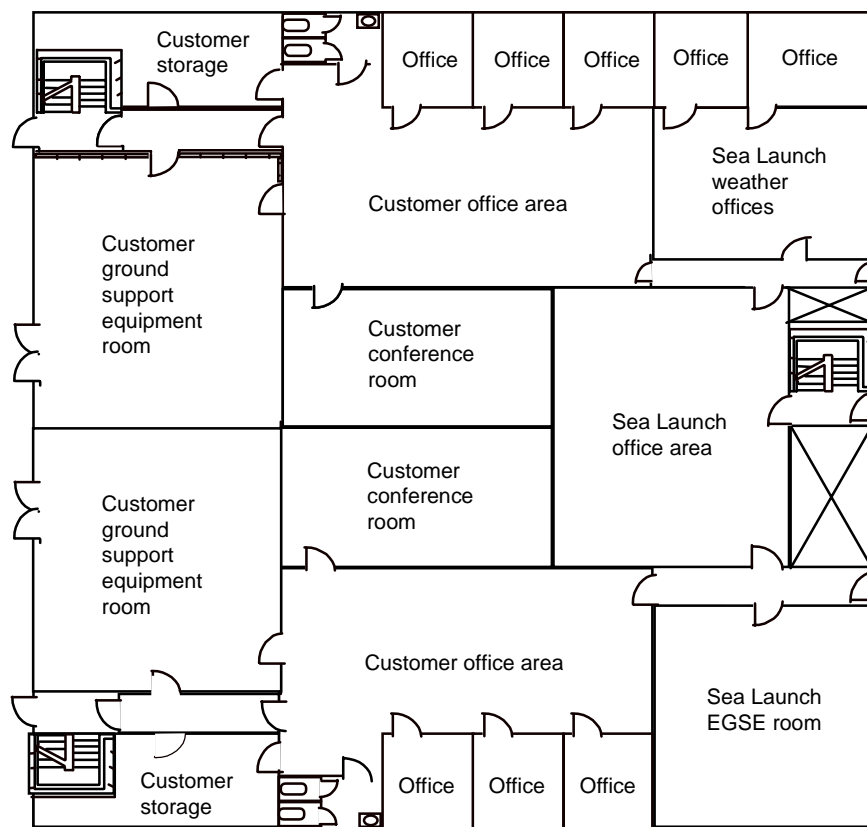 Customer
storage
Office
Office
Office
Office
Office
Sea Launch
weather
offices
Customer office area
Customer
ground
support
equipment
room
Customer
conference
room
Sea Launch
office area
Customer
conference
room
Customer
ground
support
equipment
room
Customer office area
Sea Launch
EGSE room
Customer
storage
Office
Office
Office